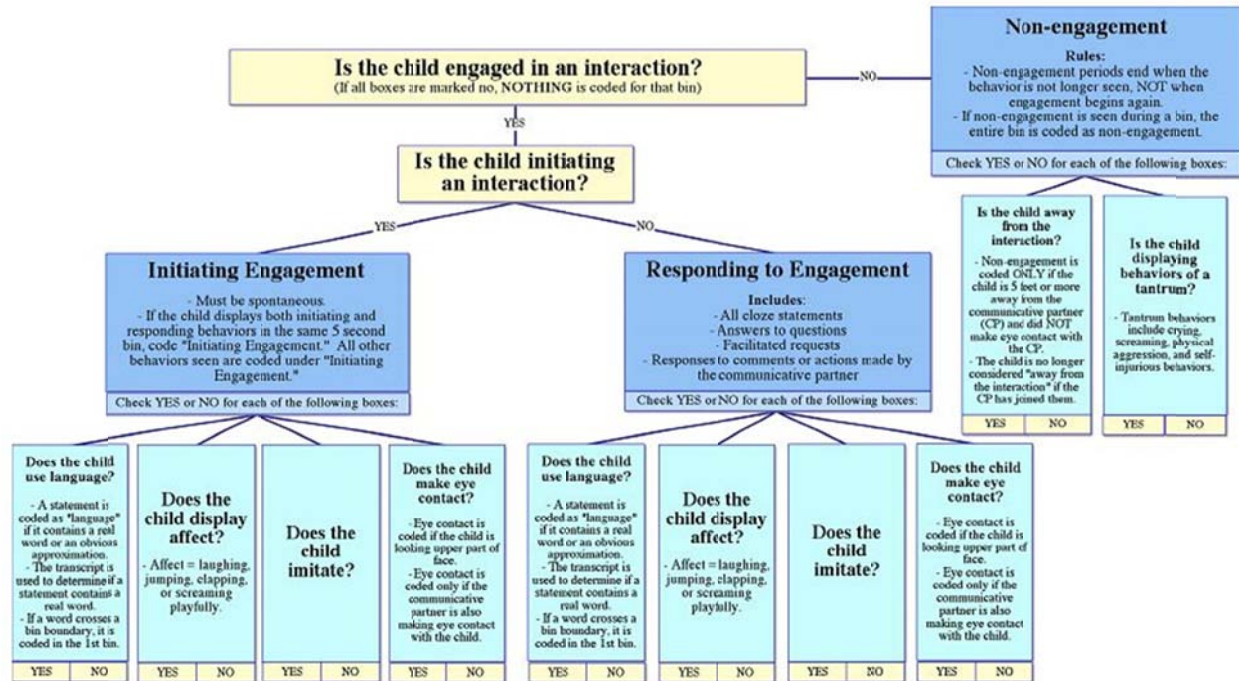 Is the child engaged in an interaction?
(If all boxes are marked no, NOTHING is coded for that bin)
NO
Non-engagement
Rules:
- Non-engagement periods end when the
behavior is not longer seen, NOT when
engagement begins again.
- If non-engagement is seen during a bin, the
entire bin is coded as non-engagement.
Check YES or NO for each of the following boxes:
Is the child away
from the
interaction?
- Non-engagement is
coded ONLY if the
child is 5 feet or more
away from the
communicative partner
(CP) and did NOT
make eye contact with
the CP.
- The child is no longer
considered "away from
the interaction" if the
CP has joined them.
YES NO
Is the child
displaying
behaviors of a
tantrum?
- Tantrum behaviors
include crying,
screaming, physical
aggression, and self-
injurious behaviors.
YES NO
YES
Is the child initiating
an interaction?
YES
NO
Initiating Engagement
- Must be spontaneous.
- If the child displays both initiating and
responding behaviors in the same 5 second
bin, code "Initiating Engagement." All other
behaviors seen are coded under "Initiating
Engagement."
Check YES or NO for each of the following boxes:
Does the child
use language?
- A statement is
coded as "language"
if it contains a real
word or an obvious
approximation.
- The transcript is
used to determine if a
statement contains a
real word.
- If a word crosses a
bin boundary, it is
coded in the 1st bin.
YES NO
Does the
child display
affect?
- Affect = laughing,
jumping, clapping,
or screaming
playfully.
YES NO
Does the
child
imitate?
YES NO
Does the child
make eye
contact?
- Eye contact is
coded if the child is
looking upper part of
face.
- Eye contact is
coded only if the
communicative
partner is also
making eye contact
with the child.
YES NO
Responding to Engagement
Includes:
- All cloze statements
- Answers to questions
- Facilitated requests
- Responses to comments or actions made by
the communicative partner
Check YES or NO for each of the following boxes:
Does the child
use language?
- A statement is
coded as "language"
if it contains a real
word or an obvious
approximation.
- The transcript is
used to determine if a
statement contains a
real word.
- If a word crosses a
bin boundary, it is
coded in the 1st bin.
YES NO
Does the
child display
affect?
- Affect = laughing,
jumping, clapping,
or screaming
playfully.
YES NO
Does the
child
imitate?
YES NO
Does the child
make eye
contact?
- Eye contact is
coded if the child is
looking upper part of
face.
- Eye contact is
coded only if the
communicative
partner is also
making eye contact
with the child.
YES NO